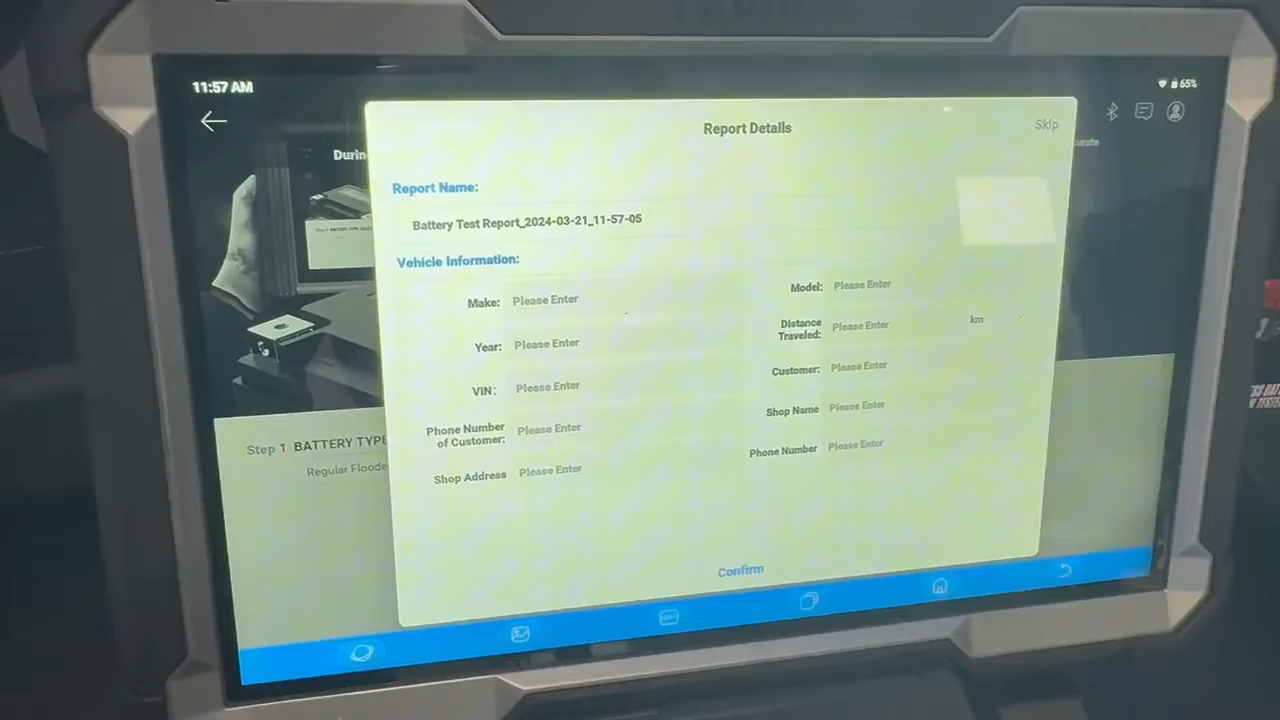 11:57 AM
65%
Report Details
Skip
Durin
Report Name:
Battery Test Report_2024-03-21_11-57-05
Vehicle Information:
Make: Please Enter
Model: Please Enter
Year: Please Enter
Distance Traveled: Please Enter km
VIN: Please Enter
Customer: Please Enter
Phone Number of Customer: Please Enter
Shop Name Please Enter
Shop Address Please Enter
Phone Number Please Enter
Step 1 BATTERY TYPE
Regular Floode
Confirm